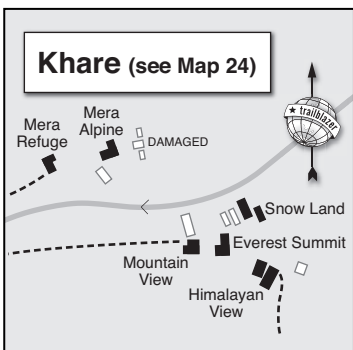 Khare (see Map 24)
★ trailblazer
Mera
Refuge
Mera
Alpine
DAMAGED
Snow Land
Everest Summit
Mountain
View
Himalayan
View